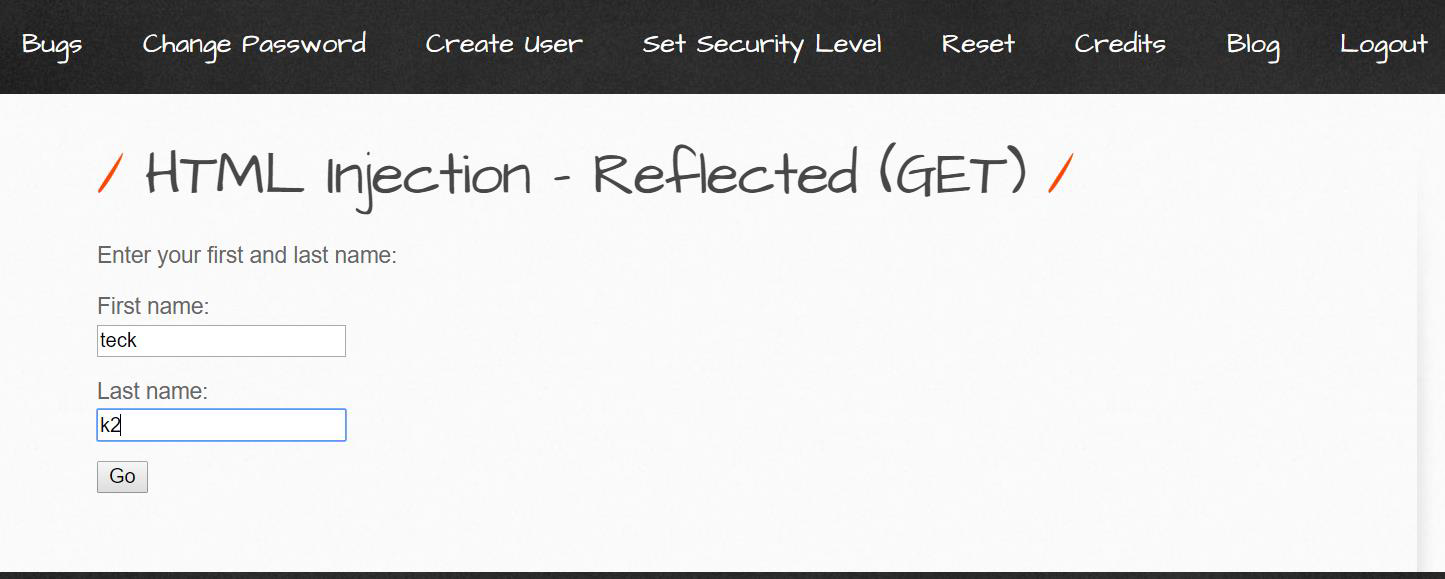 Bugs Change Password Create User Set Security Level Reset Credits Blog Logout
/ HTML Injection - Reflected (GET) /
Enter your first and last name:
First name:
teck
Last name:
k2
Go